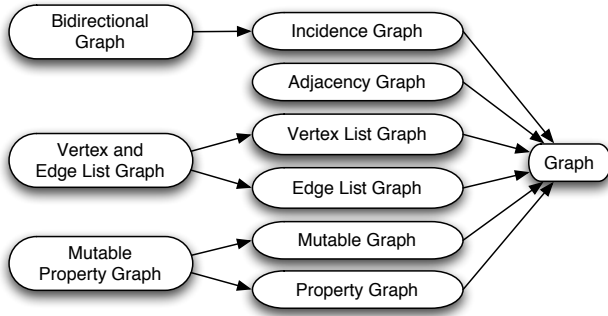 Bidirectional
Graph
Incidence Graph
Adjacency Graph
Vertex and
Edge List Graph
Vertex List Graph
Edge List Graph
Graph
Mutable
Property Graph
Mutable Graph
Property Graph